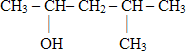 CH₃ – CH – CH₂ – CH – CH₃
OH CH₃